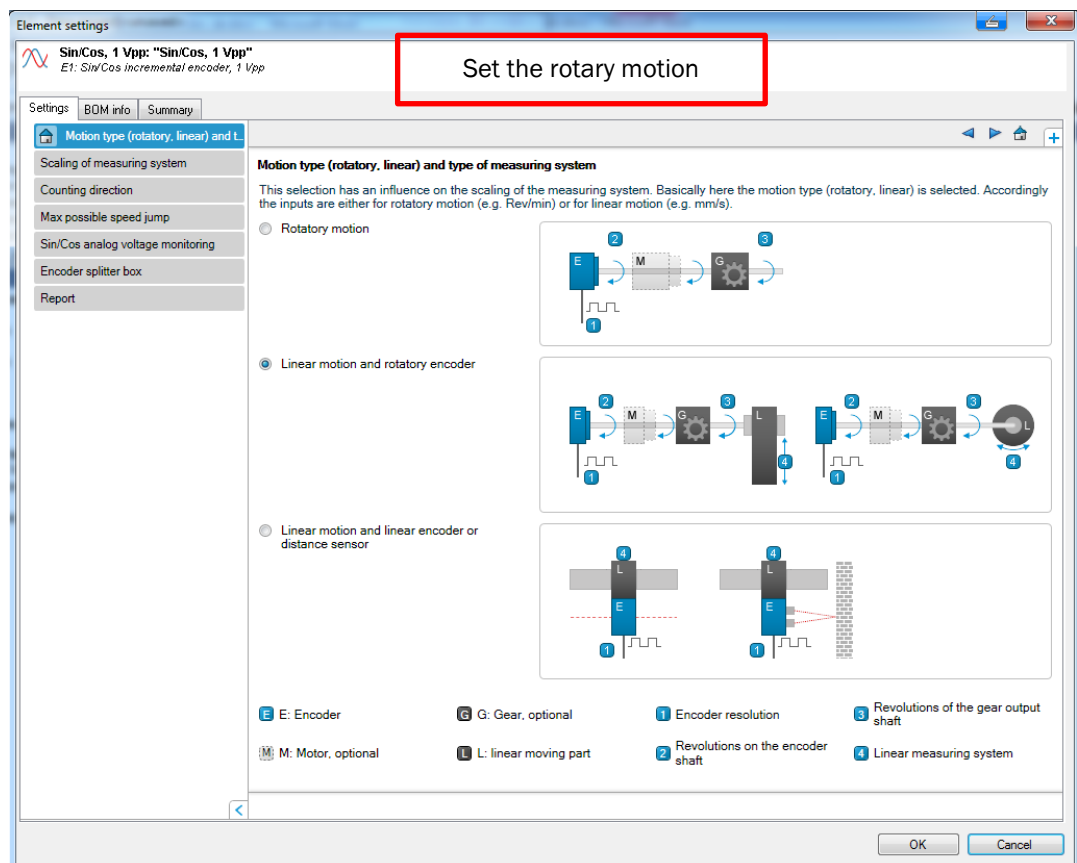 Element settings
Sin/Cos, 1 Vpp: "Sin/Cos, 1 Vpp"
E1: Sin/Cos incremental encoder, 1 Vpp
Set the rotary motion
Settings BOM info Summary
Motion type (rotatory, linear) and t...
Scaling of measuring system
Counting direction
Max possible speed jump
Sin/Cos analog voltage monitoring
Encoder splitter box
Report
Motion type (rotatory, linear) and type of measuring system
This selection has an influence on the scaling of the measuring system. Basically here the motion type (rotatory, linear) is selected. Accordingly
the inputs are either for rotatory motion (e.g. Rev/min) or for linear motion (e.g. mm/s).
Rotatory motion
2 3
E M G
1
Linear motion and rotatory encoder
2 3 2 3
E M G L E M G L
4 4
1 1
Linear motion and linear encoder or
distance sensor
4 4
L L
E E
1 1
E E: Encoder G G: Gear, optional 1 Encoder resolution 3 Revolutions of the gear output
shaft
M M: Motor, optional L L: linear moving part 2 Revolutions on the encoder
shaft 4 Linear measuring system
OK Cancel